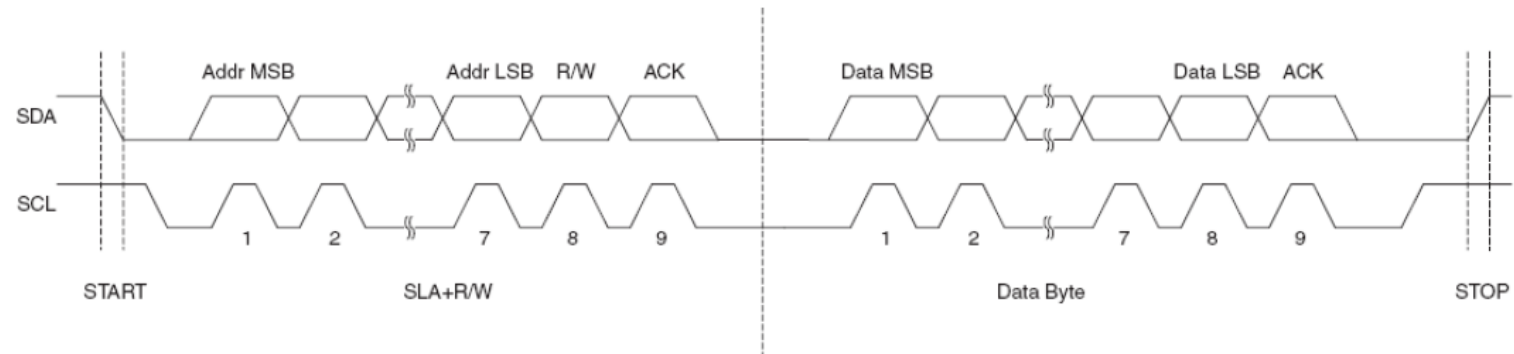 Addr MSB Addr LSB R/W ACK Data MSB Data LSB ACK
SDA
SCL
1 2 7 8 9 1 2 7 8 9
START SLA+R/W Data Byte STOP